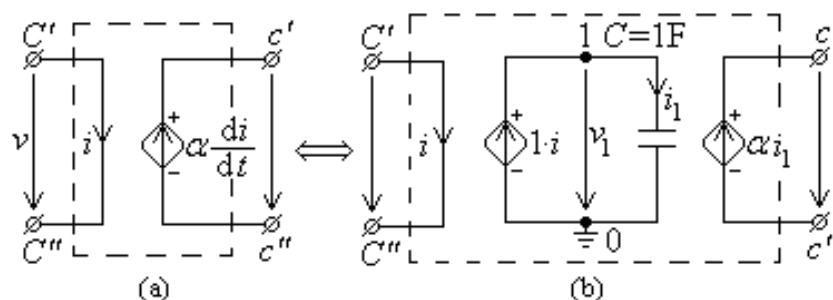 C' c' C' 1 C=1F c
+ + i₁ +
v i α di/dt i 1·i v₁ αi₁
- - -
C" c" C" 0 c'
(a) (b)